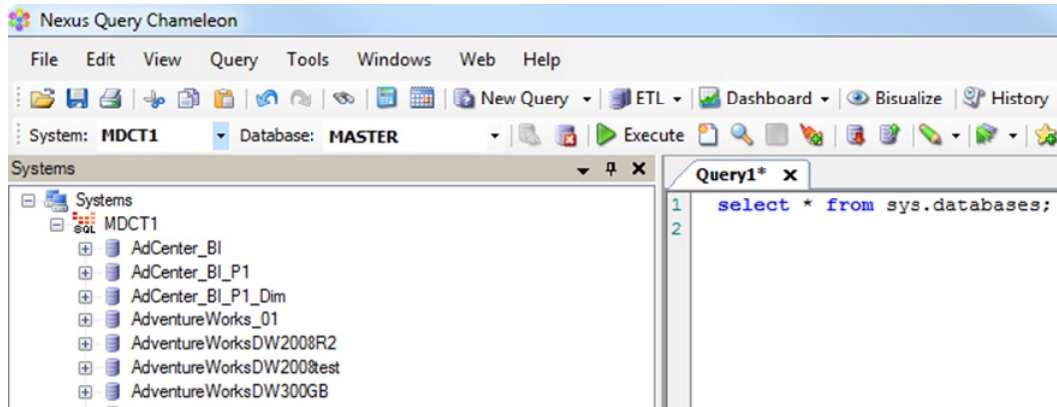 Nexus Query Chameleon
File Edit View Query Tools Windows Web Help
New Query ETL Dashboard Bisualize History
System: MDCT1 Database: MASTER Execute
Systems
Query1* x
Systems
SQL MDCT1
AdCenter_BI
AdCenter_BI_P1
AdCenter_BI_P1_Dim
AdventureWorks_01
AdventureWorksDW2008R2
AdventureWorksDW2008test
AdventureWorksDW300GB
1 select * from sys.databases;
2